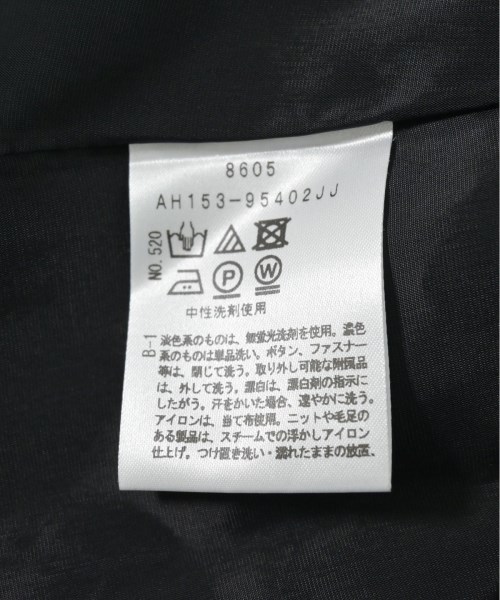 8605
AH153-95402JJ
NO.520
P
W
中性洗剤使用
B-1
淡色系のものは、無蛍光洗剤を使用。濃色
系のものは単品洗い。ボタン、ファスナー
等は、閉じて洗う。取り外し可能な附属品
は、外して洗う。漂白は、漂白剤の指示に
したがう。汗をかいた場合、速やかに洗う。
アイロンは、当て布使用。ニットや毛足の
ある製品は、スチームでの浮かしアイロン
仕上げ。つけ置き洗い・濡れたままの放置、